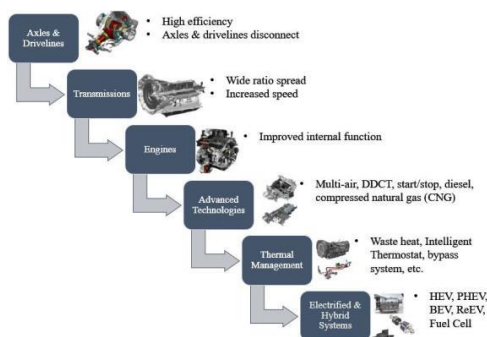 Axles &
Drivelines
• High efficiency
• Axles & drivelines disconnect
Transmissions
• Wide ratio spread
• Increased speed
Engines
• Improved internal function
Advanced
Technologies
• Multi-air, DDCT, start/stop, diesel,
compressed natural gas (CNG)
Thermal
Management
• Waste heat, Intelligent
Thermostat, bypass
system, etc.
Electrified &
Hybrid Systems
• HEV, PHEV,
BEV, ReEV,
Fuel Cell